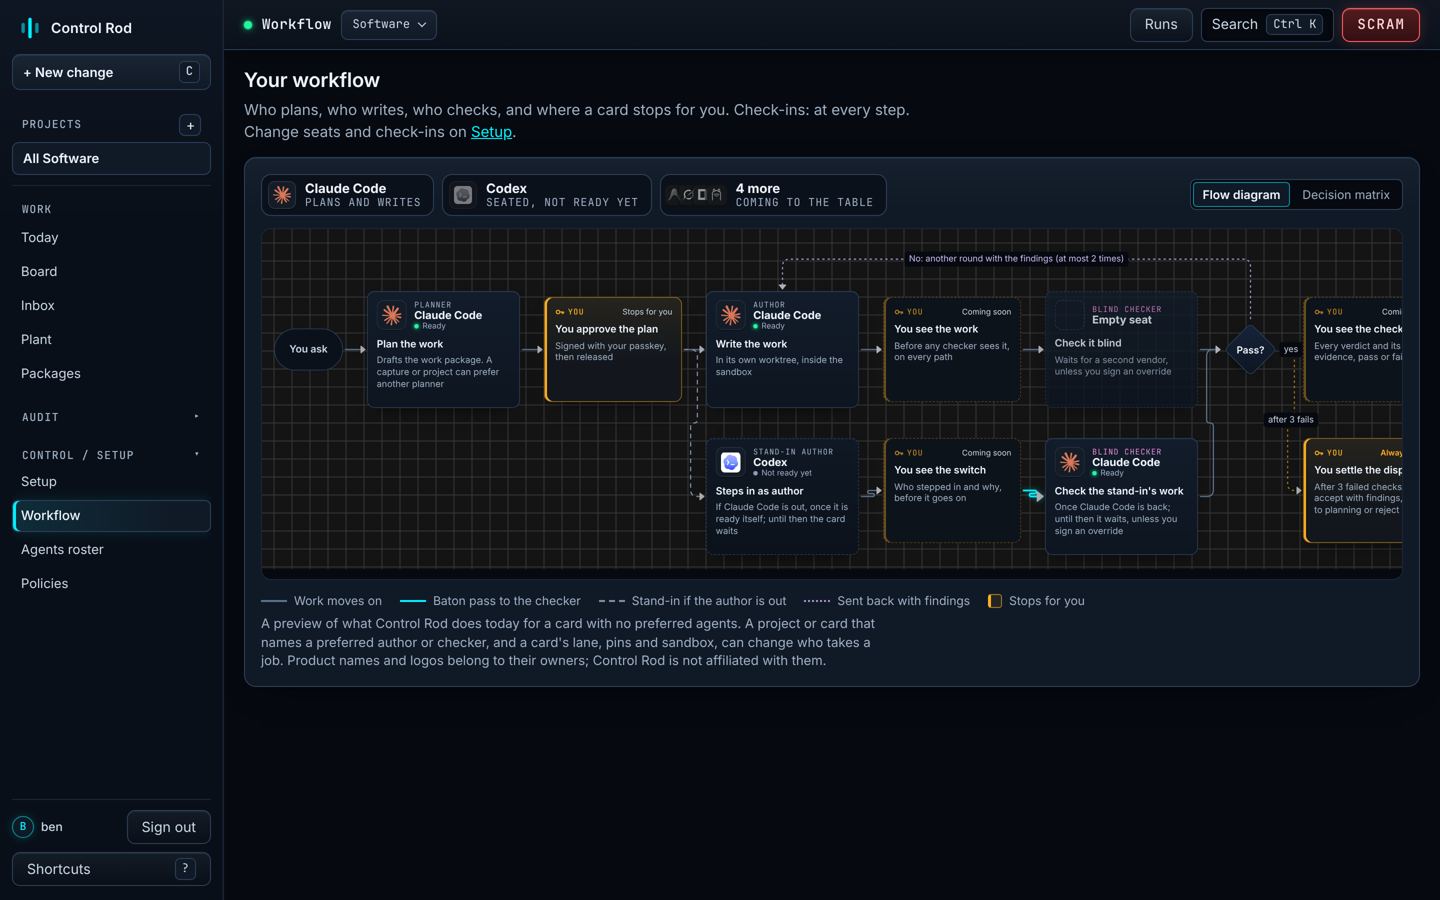 Control Rod
+ New change
C
PROJECTS
+
All Software
WORK
Today
Board
Inbox
Plant
Packages
AUDIT
CONTROL / SETUP
Setup
Workflow
Agents roster
Policies
B
ben
Sign out
Shortcuts
?
Workflow
Software
Runs
Search
Ctrl K
SCRAM
Your workflow
Who plans, who writes, who checks, and where a card stops for you. Check-ins: at every step.
Change seats and check-ins on Setup.
Claude Code
PLANS AND WRITES
Codex
SEATED, NOT READY YET
4 more
COMING TO THE TABLE
Flow diagram
Decision matrix
No: another round with the findings (at most 2 times)
You ask
PLANNER
Claude Code
Ready
Plan the work
Drafts the work package. A
capture or project can prefer
another planner
YOU
Stops for you
You approve the plan
Signed with your passkey,
then released
AUTHOR
Claude Code
Ready
Write the work
In its own worktree, inside the
sandbox
YOU
Coming soon
You see the work
Before any checker sees it,
on every path
BLIND CHECKER
Empty seat
Check it blind
Waits for a second vendor,
unless you sign an override
Pass?
yes
YOU
Comi
You see the check
Every verdict and its
evidence, pass or fai
after 3 fails
STAND-IN AUTHOR
Codex
Not ready yet
Steps in as author
If Claude Code is out, once it is
ready itself; until then the card
waits
YOU
Coming soon
You see the switch
Who stepped in and why,
before it goes on
BLIND CHECKER
Claude Code
Ready
Check the stand-in's work
Once Claude Code is back;
until then it waits, unless you
sign an override
YOU
Alway
You settle the disp
After 3 failed checks,
accept with findings,
to planning or reject
Work moves on
Baton pass to the checker
Stand-in if the author is out
Sent back with findings
Stops for you
A preview of what Control Rod does today for a card with no preferred agents. A project or card that
names a preferred author or checker, and a card's lane, pins and sandbox, can change who takes a
job. Product names and logos belong to their owners; Control Rod is not affiliated with them.